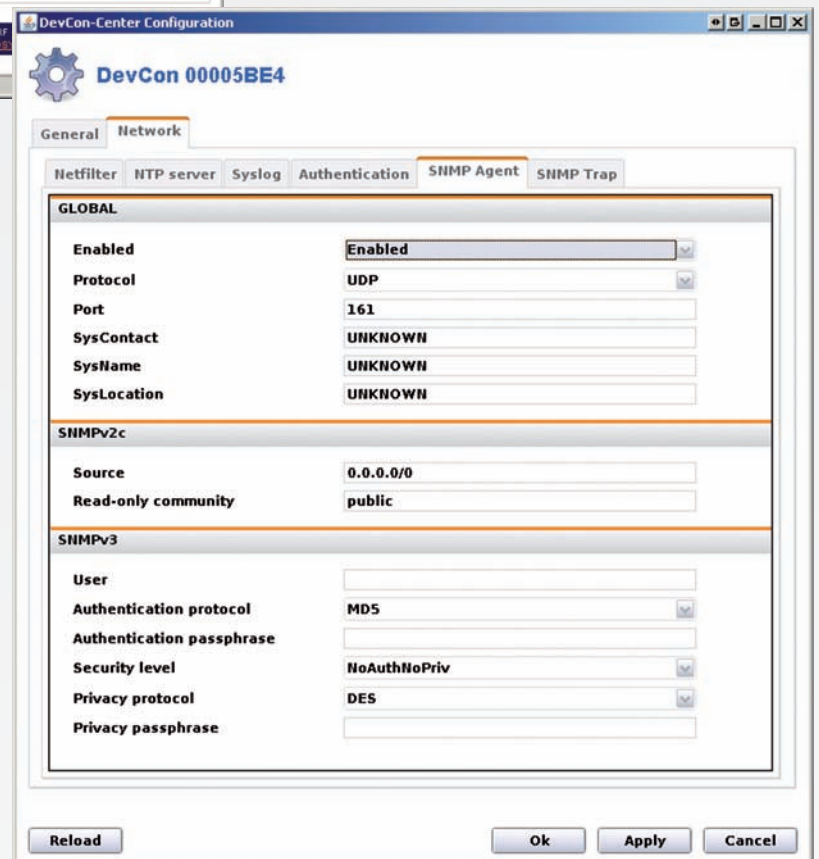 DevCon-Center Configuration
DevCon 00005BE4
General Network
Netfilter NTP server Syslog Authentication SNMP Agent SNMP Trap
GLOBAL
Enabled Enabled
Protocol UDP
Port 161
SysContact UNKNOWN
SysName UNKNOWN
SysLocation UNKNOWN
SNMPv2c
Source 0.0.0.0/0
Read-only community public
SNMPv3
User
Authentication protocol MD5
Authentication passphrase
Security level NoAuthNoPriv
Privacy protocol DES
Privacy passphrase
Reload Ok Apply Cancel